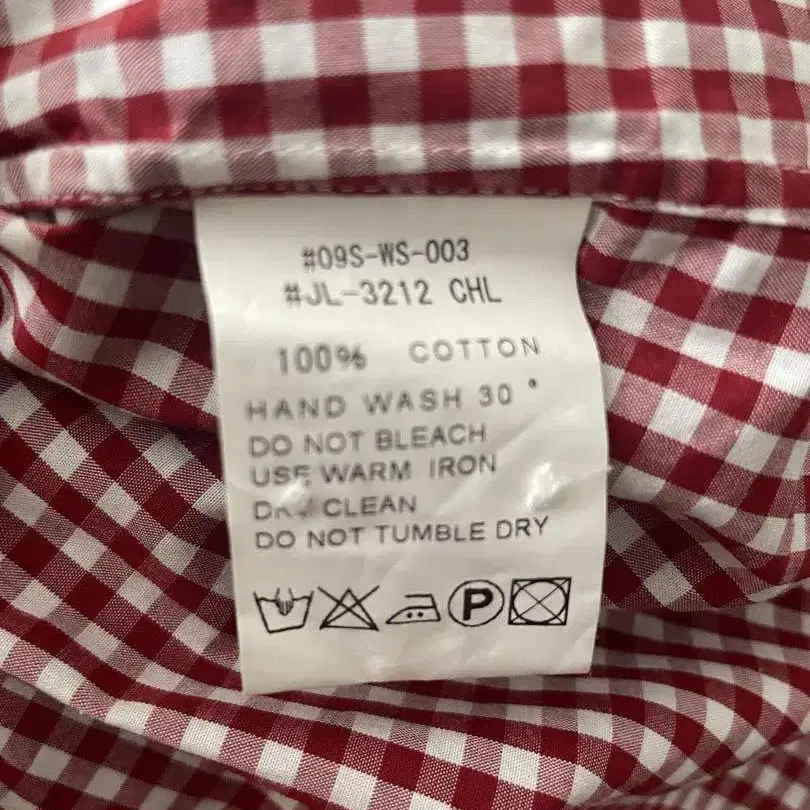 #09S-WS-003
#JL-3212 CHL
100% COTTON
HAND WASH 30°
DO NOT BLEACH
USE WARM IRON
DRY CLEAN
DO NOT TUMBLE DRY
P